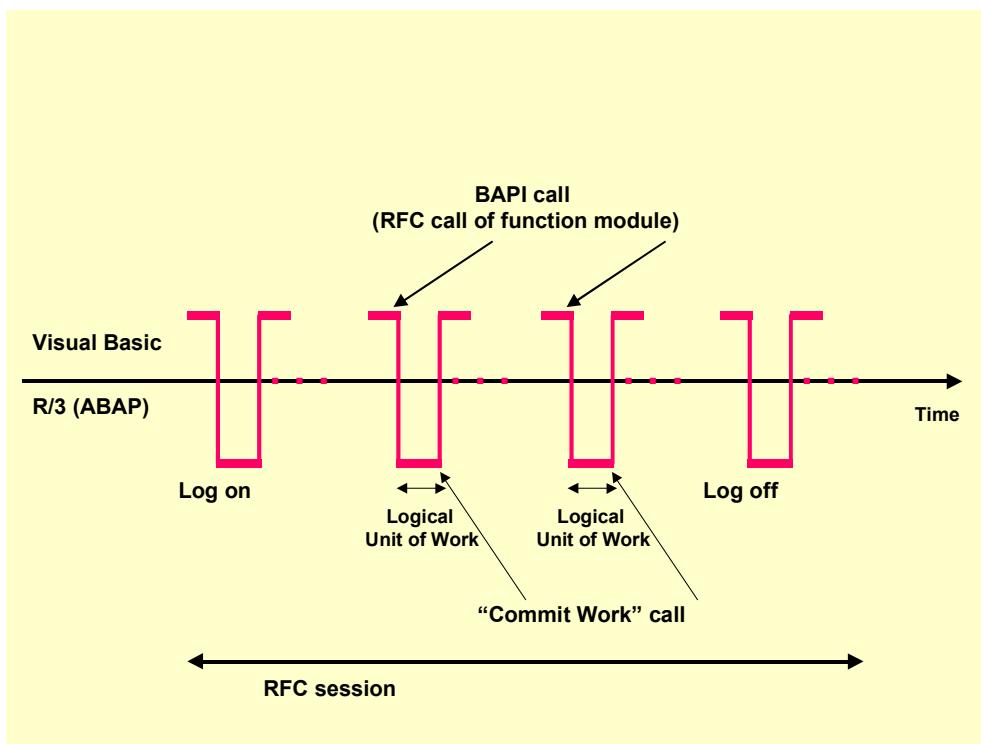 BAPI call
(RFC call of function module)
Visual Basic
R/3 (ABAP)
Time
Log on
Log off
Logical
Unit of Work
Logical
Unit of Work
“Commit Work” call
RFC session